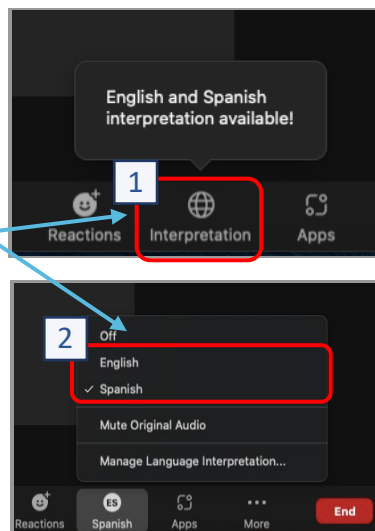 English and Spanish
interpretation available!
1
Reactions
Interpretation
Apps
2
Off
English
✓ Spanish
Mute Original Audio
Manage Language Interpretation...
ES
Reactions
Spanish
Apps
More
End